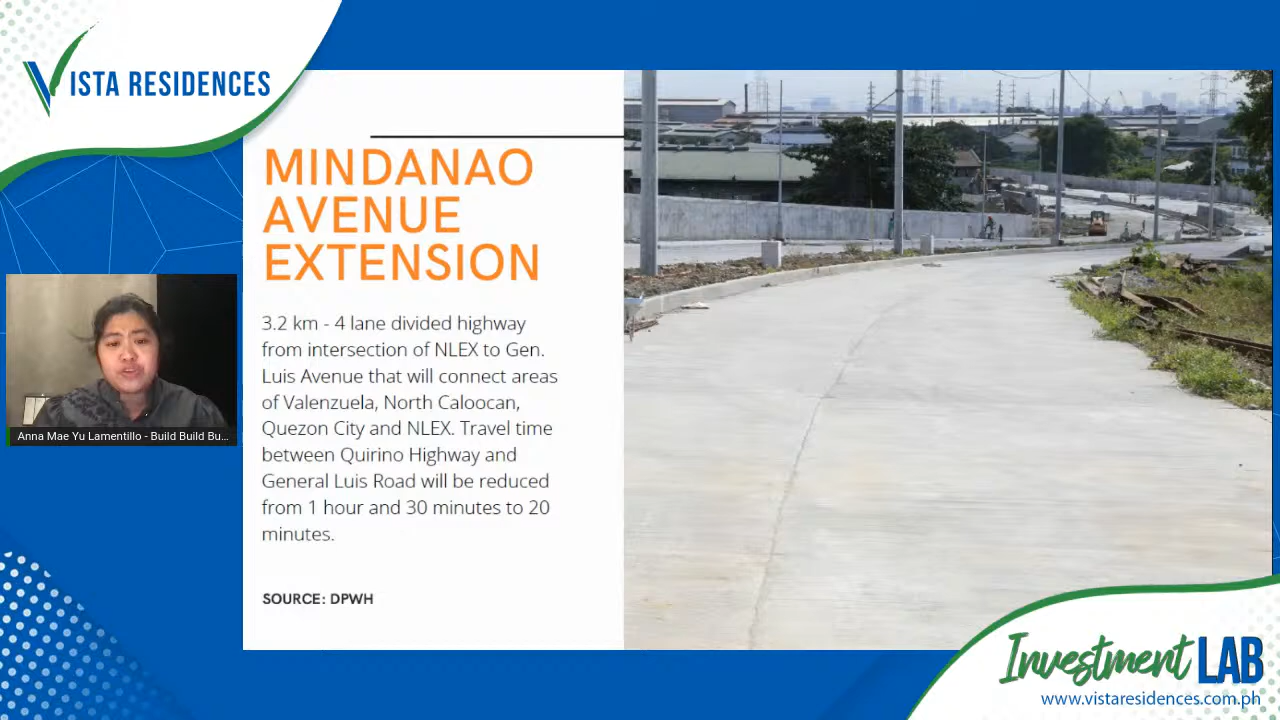 VISTA RESIDENCES
MINDANAO
AVENUE
EXTENSION
3.2 km - 4 lane divided highway
from intersection of NLEX to Gen.
Luis Avenue that will connect areas
of Valenzuela, North Caloocan,
Quezon City and NLEX. Travel time
between Quirino Highway and
General Luis Road will be reduced
from 1 hour and 30 minutes to 20
minutes.
SOURCE: DPWH
Anna Mae Yu Lamentillo - Build Build Bu...
Investment LAB
www.vistaresidences.com.ph